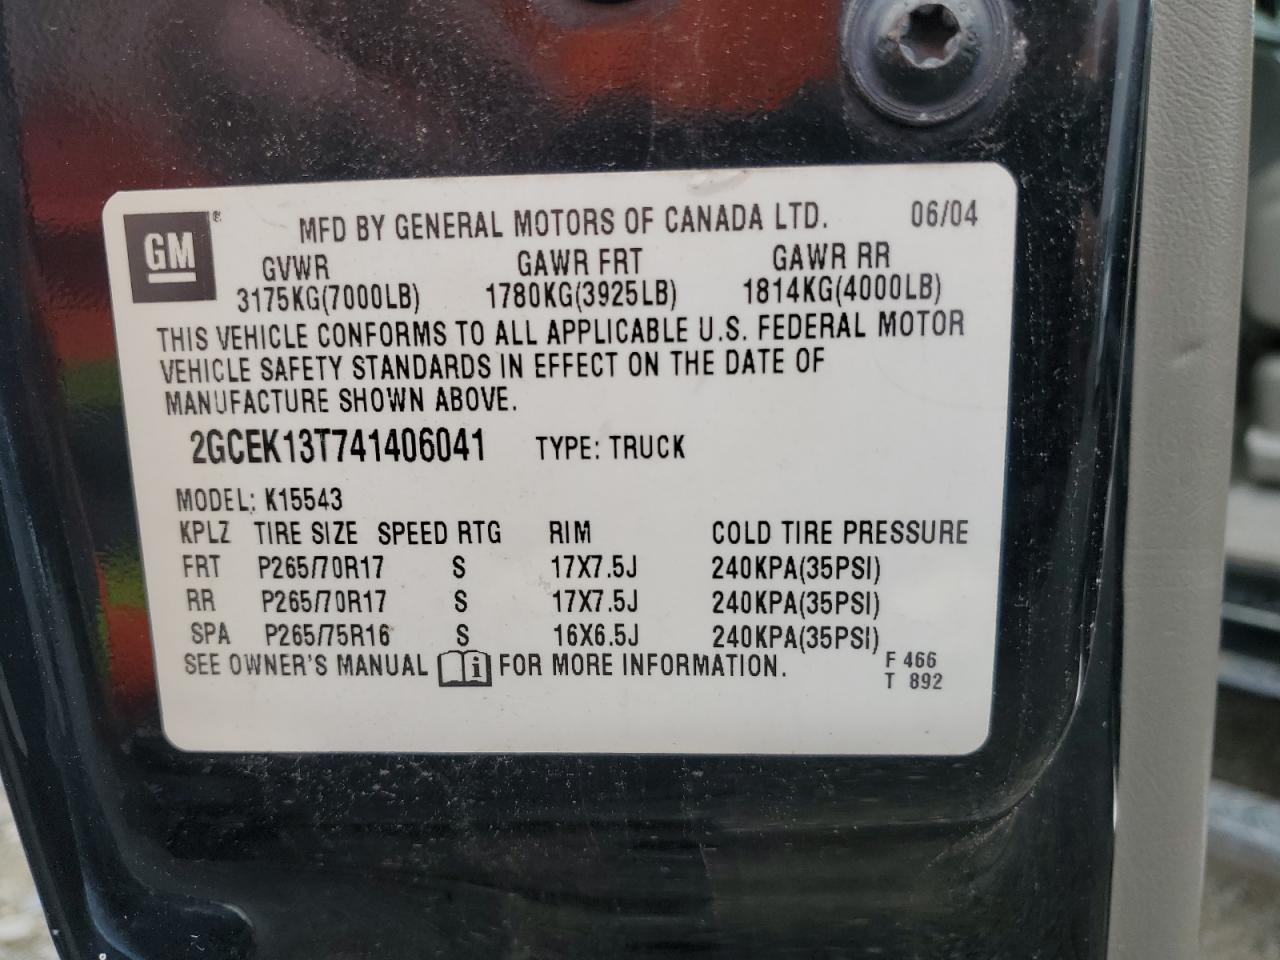 GM ® MFD BY GENERAL MOTORS OF CANADA LTD. 06/04
GVWR GAWR FRT GAWR RR
3175KG(7000LB) 1780KG(3925LB) 1814KG(4000LB)
THIS VEHICLE CONFORMS TO ALL APPLICABLE U.S. FEDERAL MOTOR
VEHICLE SAFETY STANDARDS IN EFFECT ON THE DATE OF
MANUFACTURE SHOWN ABOVE.
2GCEK13T741406041 TYPE: TRUCK
MODEL: K15543
KPLZ TIRE SIZE SPEED RTG RIM COLD TIRE PRESSURE
FRT P265/70R17 S 17X7.5J 240KPA(35PSI)
RR P265/70R17 S 17X7.5J 240KPA(35PSI)
SPA P265/75R16 S 16X6.5J 240KPA(35PSI)
SEE OWNER'S MANUAL i FOR MORE INFORMATION. F 466
T 892